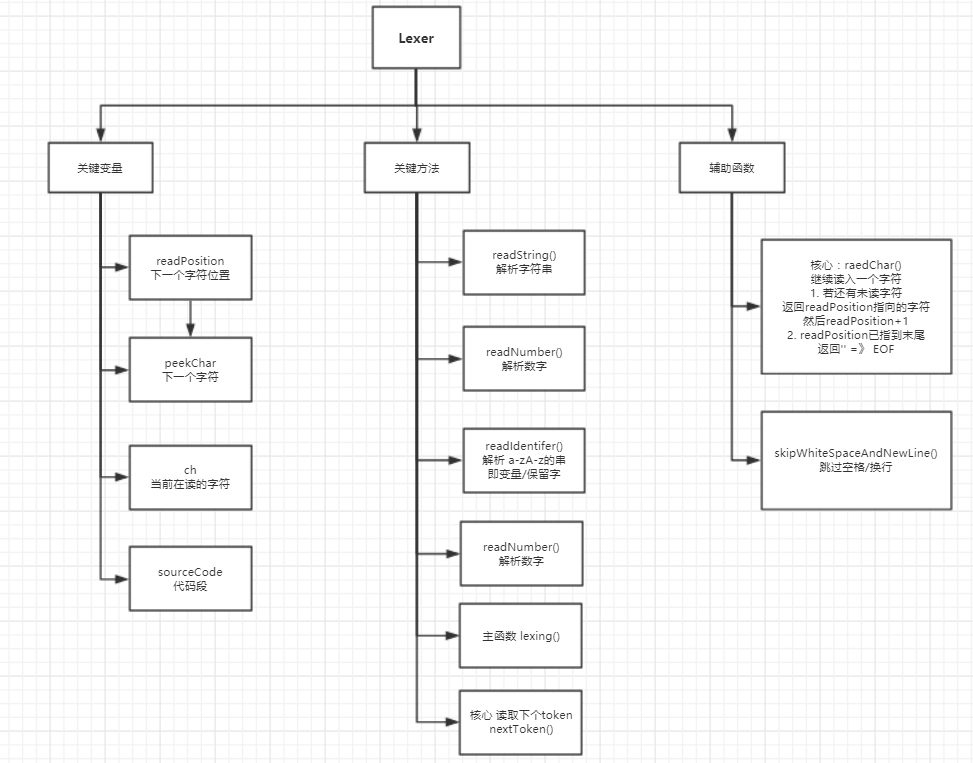 Lexer
关键变量
readPosition
下一个字符位置
peekChar
下一个字符
ch
当前在读的字符
sourceCode
代码段
关键方法
readString()
解析字符串
readNumber()
解析数字
readIdentifer()
解析 a-zA-z的串
即变量/保留字
readNumber()
解析数字
主函数 lexing()
核心 读取下个token
nextToken()
辅助函数
核心：raedChar()
继续读入一个字符
1. 若还有未读字符
返回readPosition指向的字符
然后readPosition+1
2. readPosition已指到末尾
返回'' =》 EOF
skipWhiteSpaceAndNewLine()
跳过空格/换行